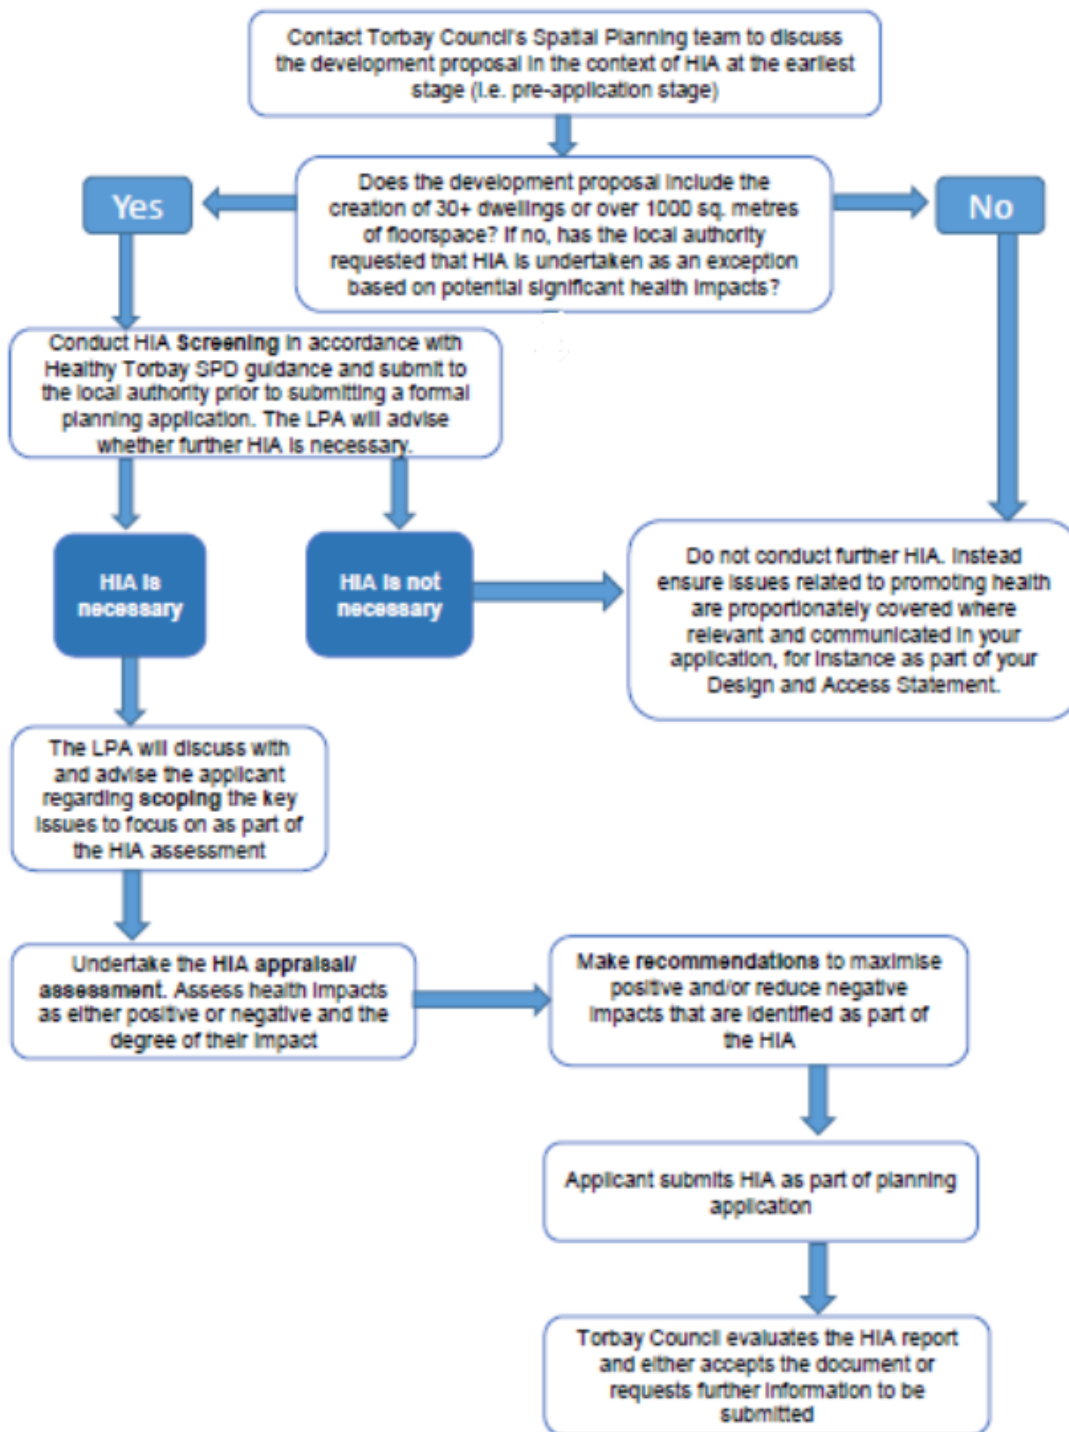 Contact Torbay Council's Spatial Planning team to discuss
the development proposal in the context of HIA at the earliest
stage (i.e. pre-application stage)
Yes
Does the development proposal include the
creation of 30+ dwellings or over 1000 sq. metres
of floorspace? If no, has the local authority
requested that HIA is undertaken as an exception
based on potential significant health impacts?
No
Conduct HIA Screening in accordance with
Healthy Torbay SPD guidance and submit to
the local authority prior to submitting a formal
planning application. The LPA will advise
whether further HIA is necessary.
HIA is
necessary
HIA is not
necessary
Do not conduct further HIA. Instead
ensure issues related to promoting health
are proportionately covered where
relevant and communicated in your
application, for instance as part of your
Design and Access Statement.
The LPA will discuss with
and advise the applicant
regarding scoping the key
issues to focus on as part of
the HIA assessment
Undertake the HIA appraisal/
assessment. Assess health impacts
as either positive or negative and the
degree of their impact
Make recommendations to maximise
positive and/or reduce negative
impacts that are identified as part of
the HIA
Applicant submits HIA as part of planning
application
Torbay Council evaluates the HIA report
and either accepts the document or
requests further information to be
submitted